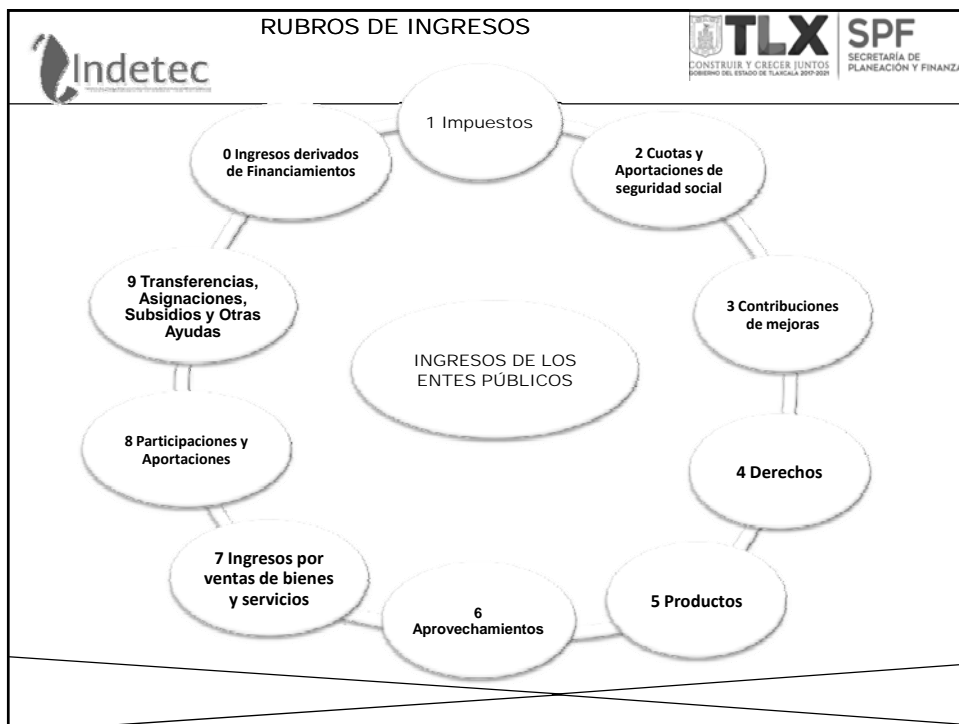 RUBROS DE INGRESOS
Indetec
TLX
CONSTRUIR Y CRECER JUNTOS
GOBIERNO DEL ESTADO DE TLAXCALA 2017-2021
SPF
SECRETARÍA DE
PLANEACIÓN Y FINANZA
1 Impuestos
2 Cuotas y
Aportaciones de
seguridad social
3 Contribuciones
de mejoras
4 Derechos
5 Productos
6
Aprovechamientos
7 Ingresos por
ventas de bienes
y servicios
8 Participaciones y
Aportaciones
9 Transferencias,
Asignaciones,
Subsidios y Otras
Ayudas
0 Ingresos derivados
de Financiamientos
INGRESOS DE LOS
ENTES PÚBLICOS